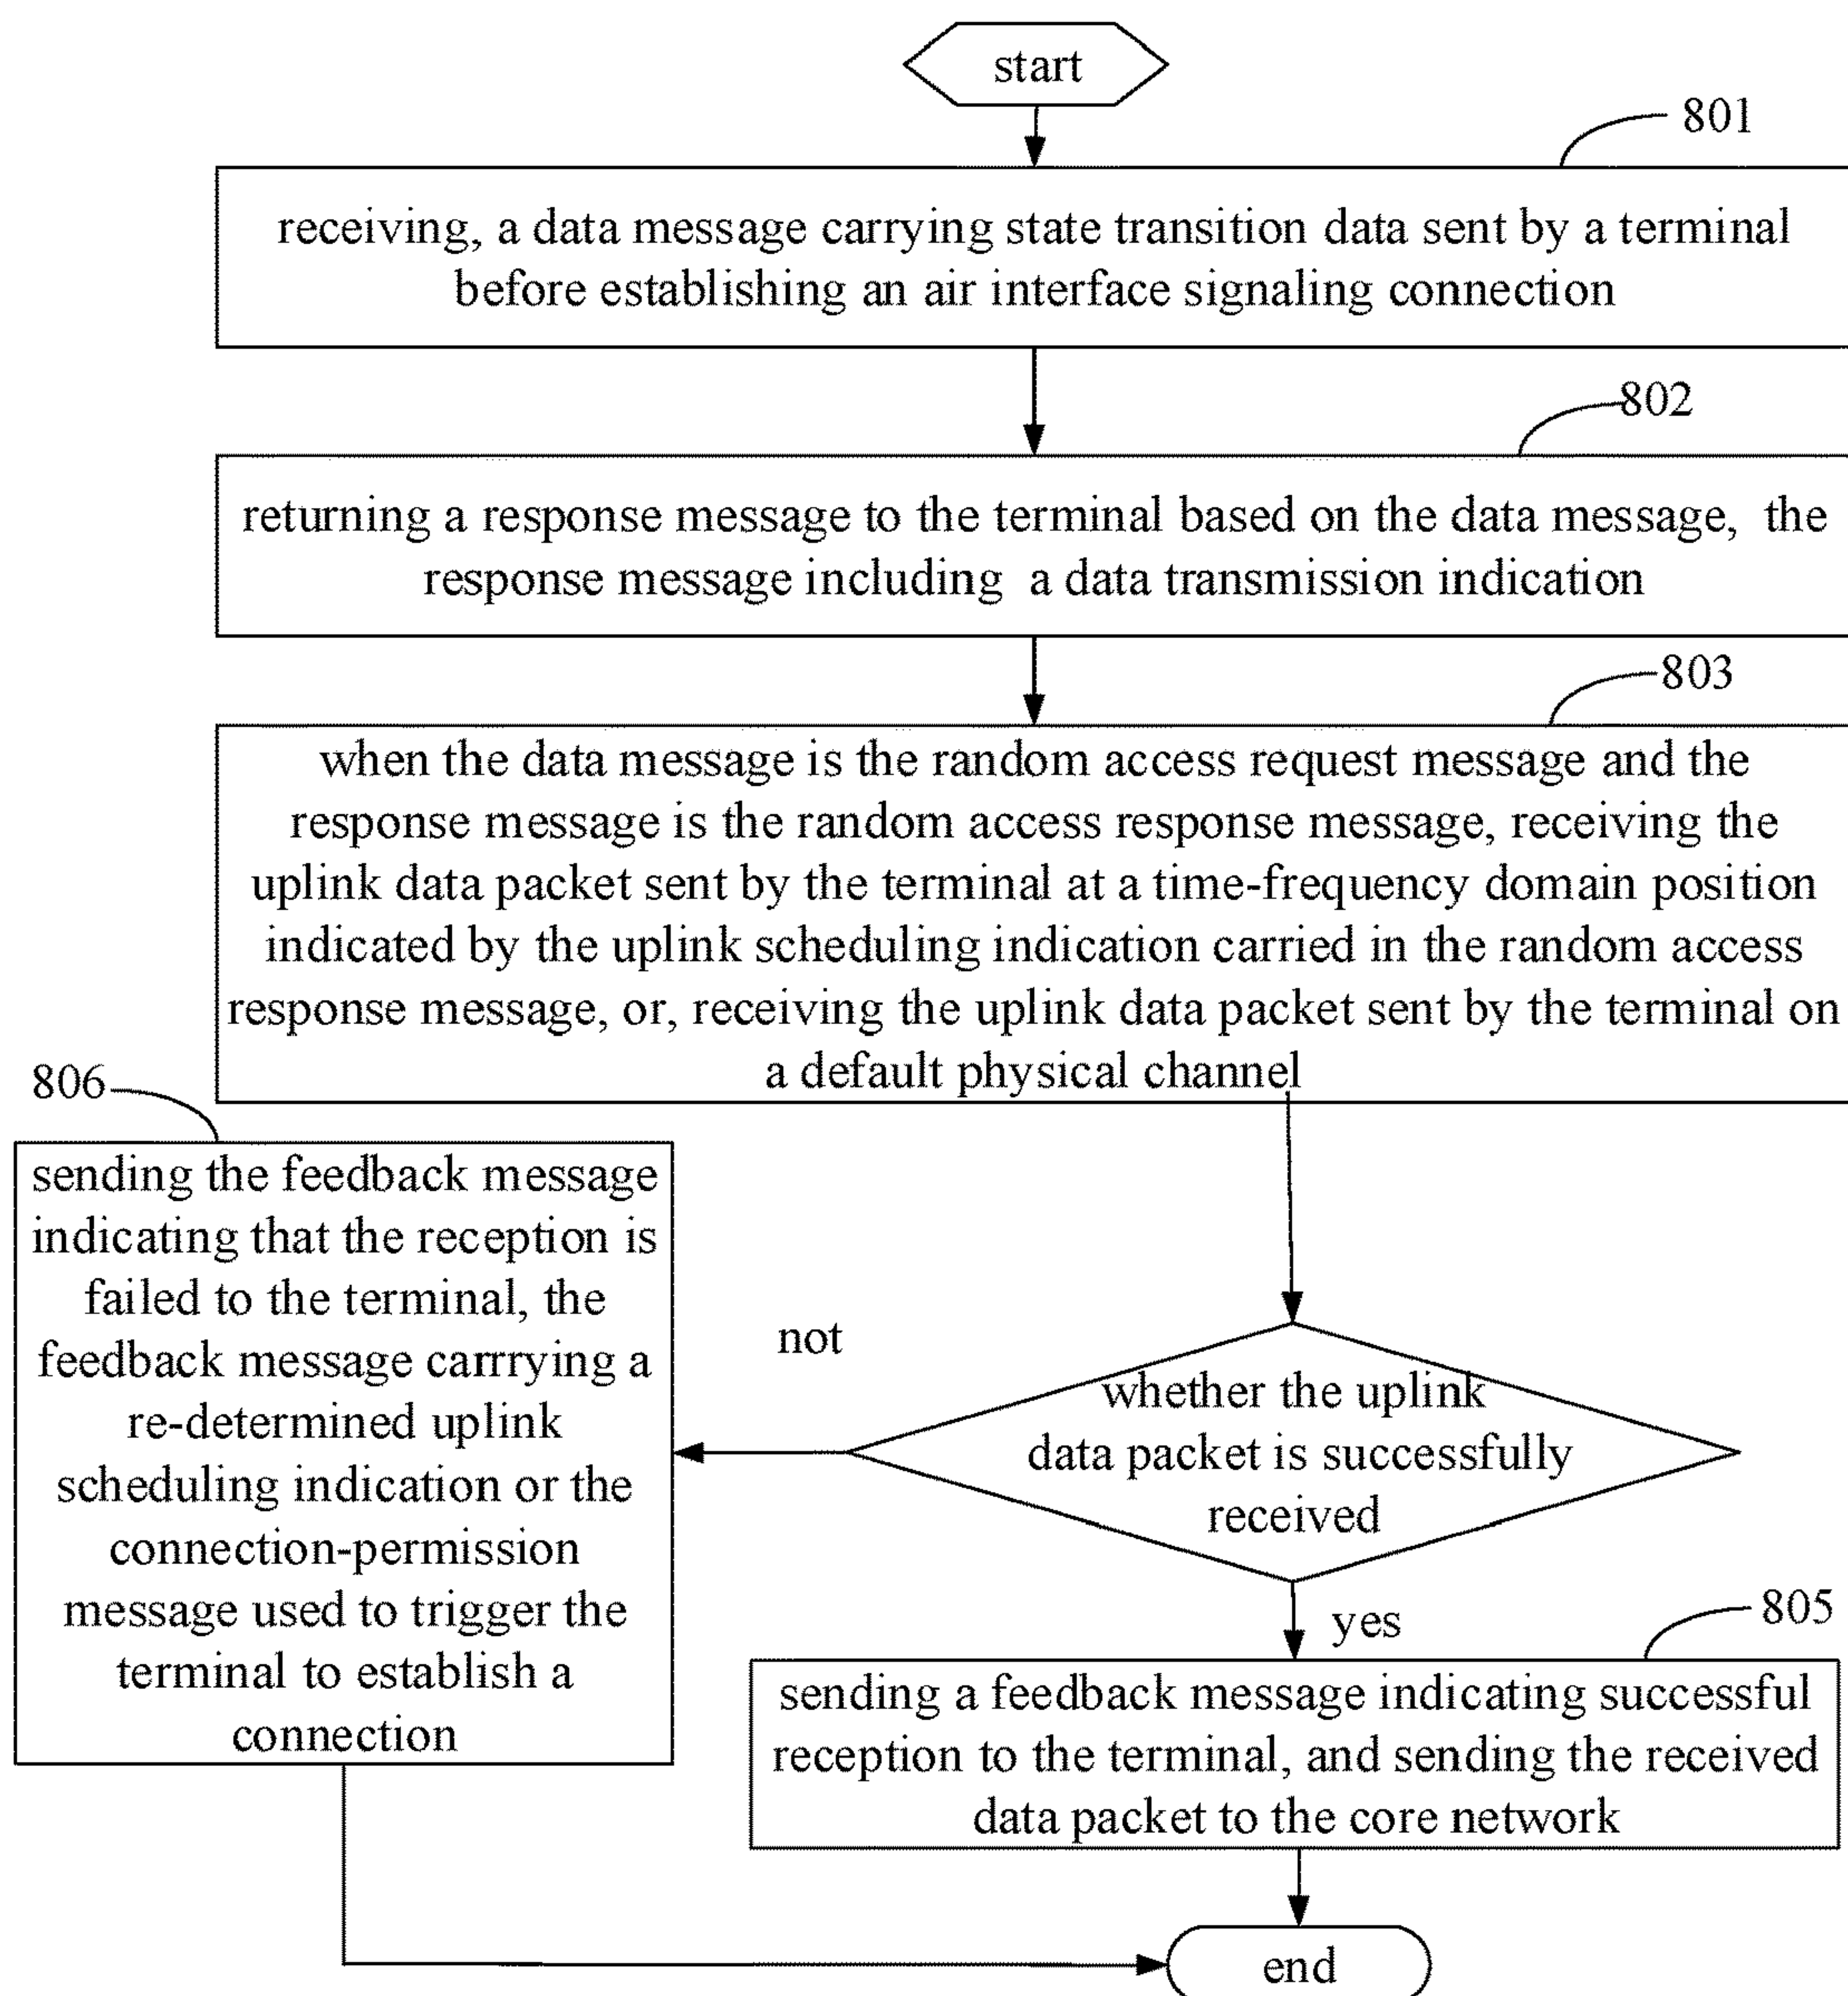 start
801
receiving, a data message carrying state transition data sent by a terminal
before establishing an air interface signaling connection
802
returning a response message to the terminal based on the data message, the
response message including a data transmission indication
803
when the data message is the random access request message and the
response message is the random access response message, receiving the
uplink data packet sent by the terminal at a time-frequency domain position
indicated by the uplink scheduling indication carried in the random access
response message, or, receiving the uplink data packet sent by the terminal on
a default physical channel
806
sending the feedback message
indicating that the reception is
failed to the terminal, the
feedback message carrrying a
re-determined uplink
scheduling indication or the
connection-permission
message used to trigger the
terminal to establish a
connection
not
whether the uplink
data packet is successfully
received
yes
805
sending a feedback message indicating successful
reception to the terminal, and sending the received
data packet to the core network
end